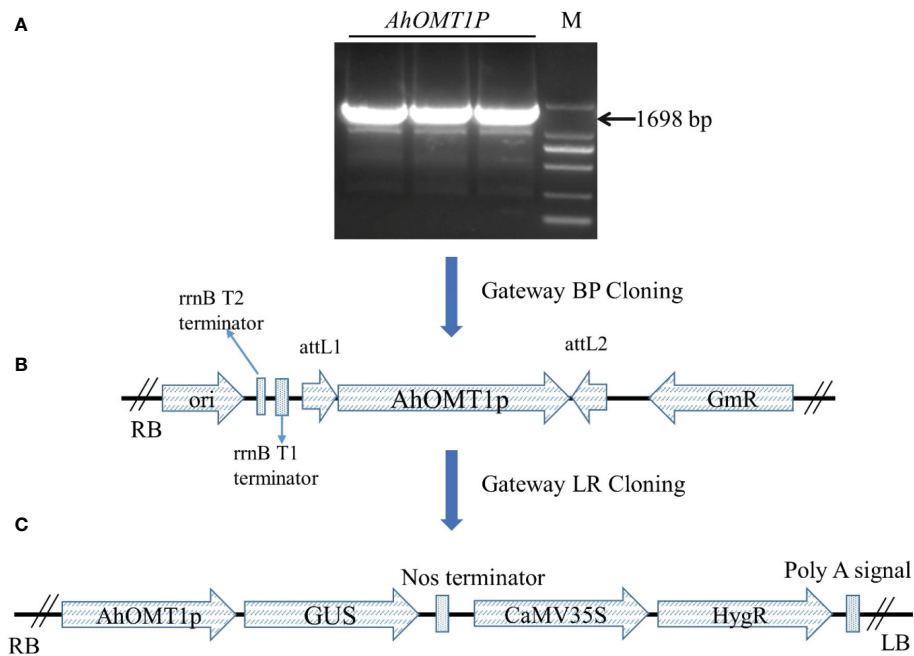 A
AhOMT1P
M
1698 bp
Gateway BP Cloning
rrnB T2
terminator
attL1
attL2
B
ori
AhOMT1p
GmR
RB
rrnB T1
terminator
Gateway LR Cloning
C
Nos terminator
Poly A signal
AhOMT1p
GUS
CaMV35S
HygR
RB
LB